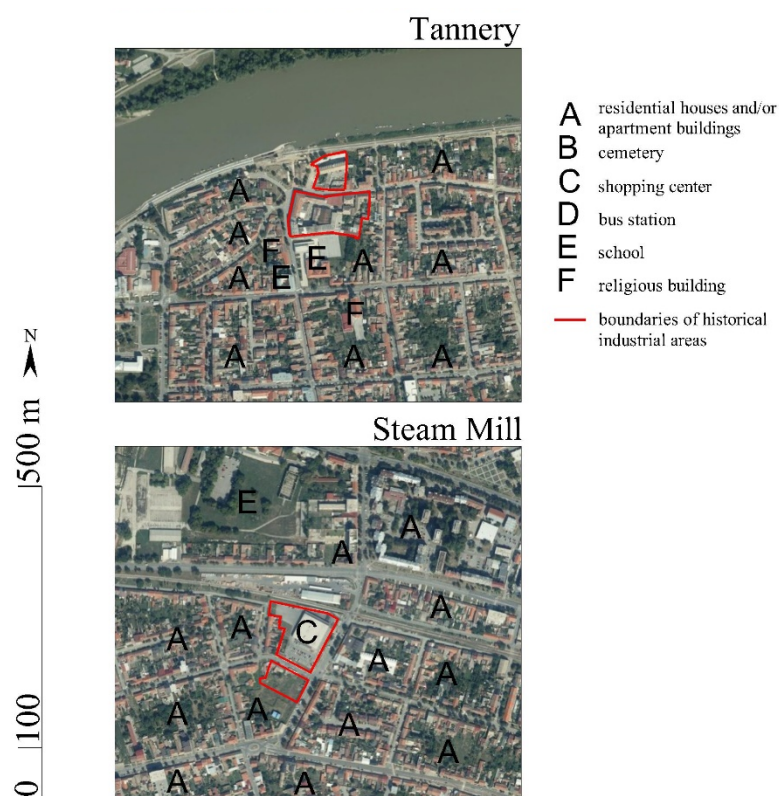 Tannery
A residential houses and/or
apartment buildings
B cemetery
C shopping center
D bus station
E school
F religious building
boundaries of historical
industrial areas
A
A
A
F
E
A
E
A
A
F
A
A
A
N
500 m
100
0
Steam Mill
E
A
A
A
A
A
C
A
A
A
A
A
A
A
A